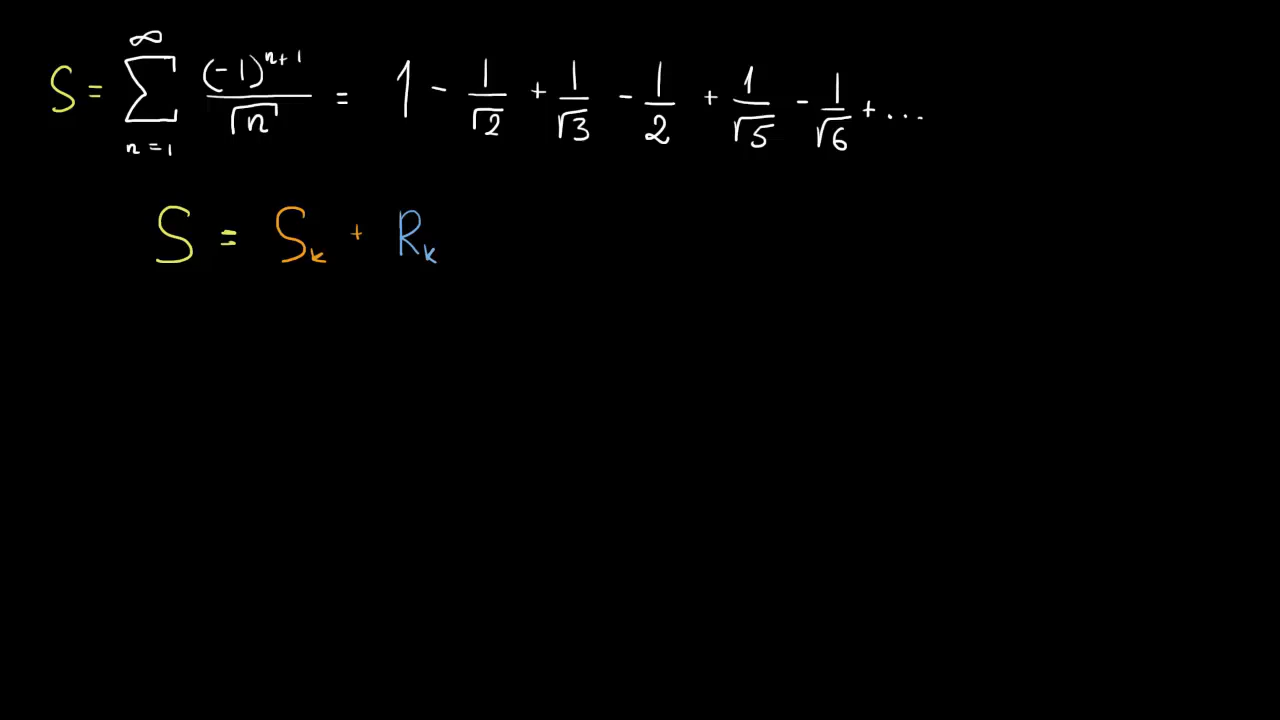 S = ∑_{n=1}^{∞} (-1)^{n+1}/√n = 1 - 1/√2 + 1/√3 - 1/2 + 1/√5 - 1/√6 + ...
S = S_k + R_k